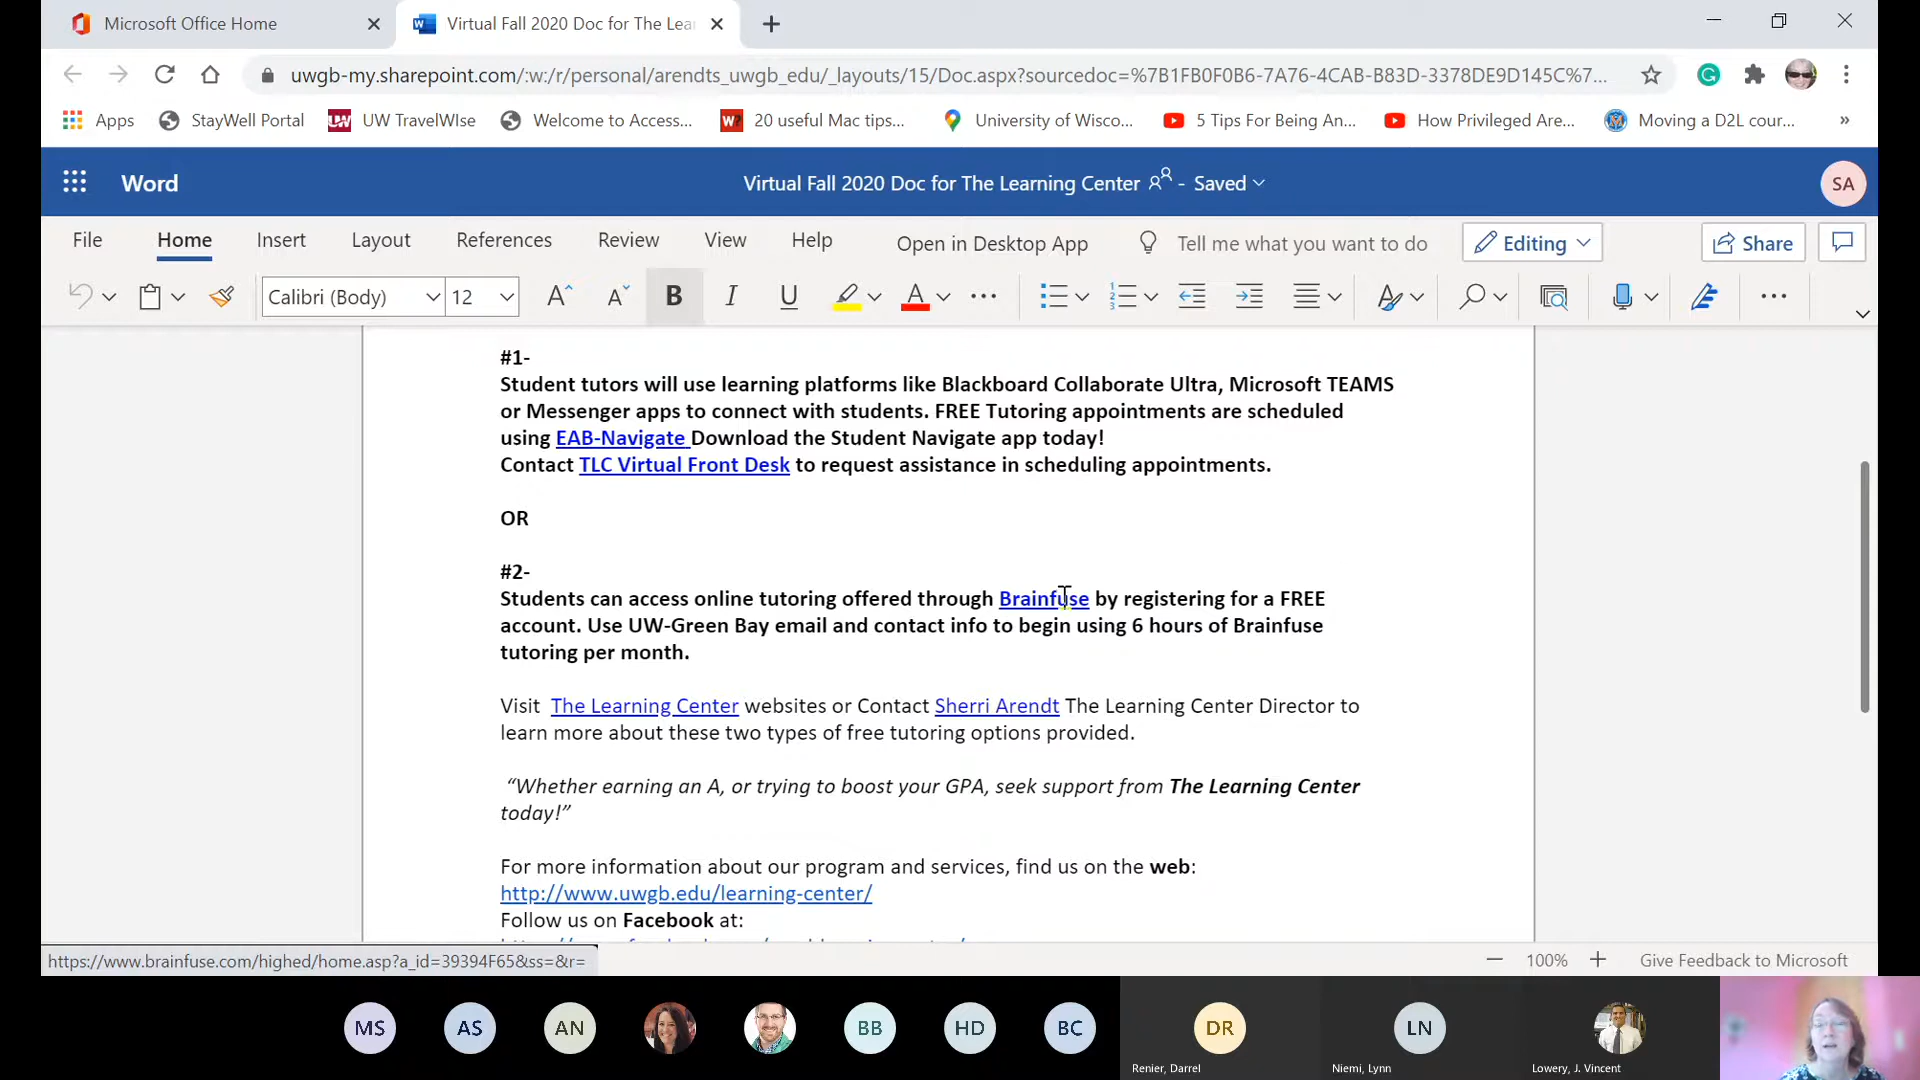 Microsoft Office Home
Virtual Fall 2020 Doc for The Lea
uwgb-my.sharepoint.com/:w:/r/personal/arendts_uwgb_edu/_layouts/15/Doc.aspx?sourcedoc=%7B1FB0F0B6-7A76-4CAB-B83D-3378DE9D145C%7...
Apps StayWell Portal UW TravelWIse Welcome to Access... 20 useful Mac tips... University of Wisco... 5 Tips For Being An... How Privileged Are... Moving a D2L cour... »
Word Virtual Fall 2020 Doc for The Learning Center - Saved SA
File Home Insert Layout References Review View Help Open in Desktop App Tell me what you want to do Editing Share
Calibri (Body) 12 A A B I U A
#1-
Student tutors will use learning platforms like Blackboard Collaborate Ultra, Microsoft TEAMS
or Messenger apps to connect with students. FREE Tutoring appointments are scheduled
using EAB-Navigate Download the Student Navigate app today!
Contact TLC Virtual Front Desk to request assistance in scheduling appointments.
OR
#2-
Students can access online tutoring offered through Brainfuse by registering for a FREE
account. Use UW-Green Bay email and contact info to begin using 6 hours of Brainfuse
tutoring per month.
Visit The Learning Center websites or Contact Sherri Arendt The Learning Center Director to
learn more about these two types of free tutoring options provided.
“Whether earning an A, or trying to boost your GPA, seek support from The Learning Center
today!”
For more information about our program and services, find us on the web:
http://www.uwgb.edu/learning-center/
Follow us on Facebook at:
https://www.brainfuse.com/highed/home.asp?a_id=39394F65&ss=&r=
100% Give Feedback to Microsoft
MS AS AN BB HD BC DR LN
Renier, Darrel Niemi, Lynn Lowery, J. Vincent